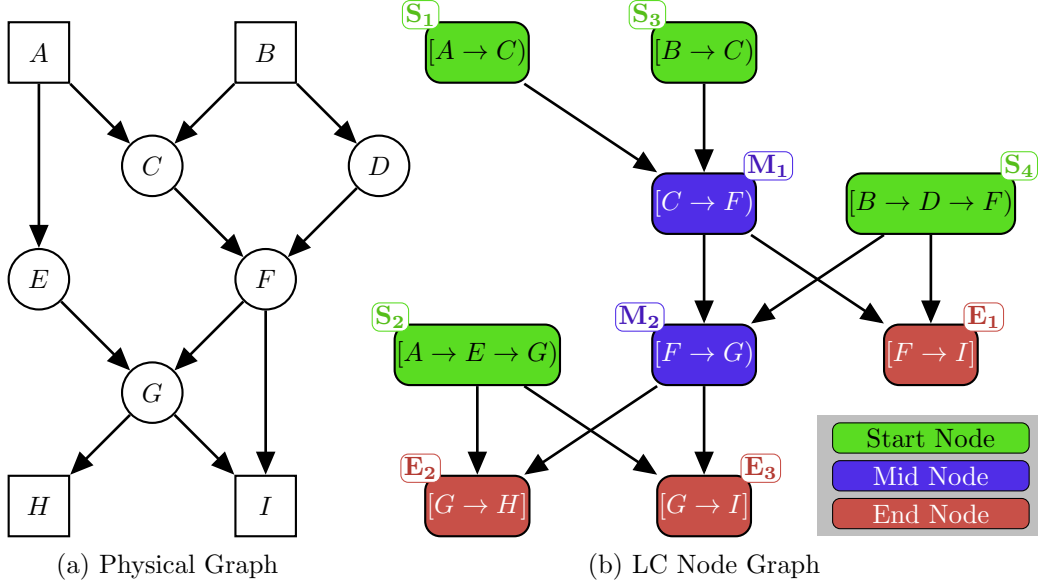 A
B
C
D
E
F
G
H
I
(a) Physical Graph
S₁
[A → C)
S₃
[B → C)
M₁
[C → F)
S₄
[B → D → F)
S₂
[A → E → G)
M₂
[F → G)
E₁
[F → I]
E₂
[G → H]
E₃
[G → I]
Start Node
Mid Node
End Node
(b) LC Node Graph